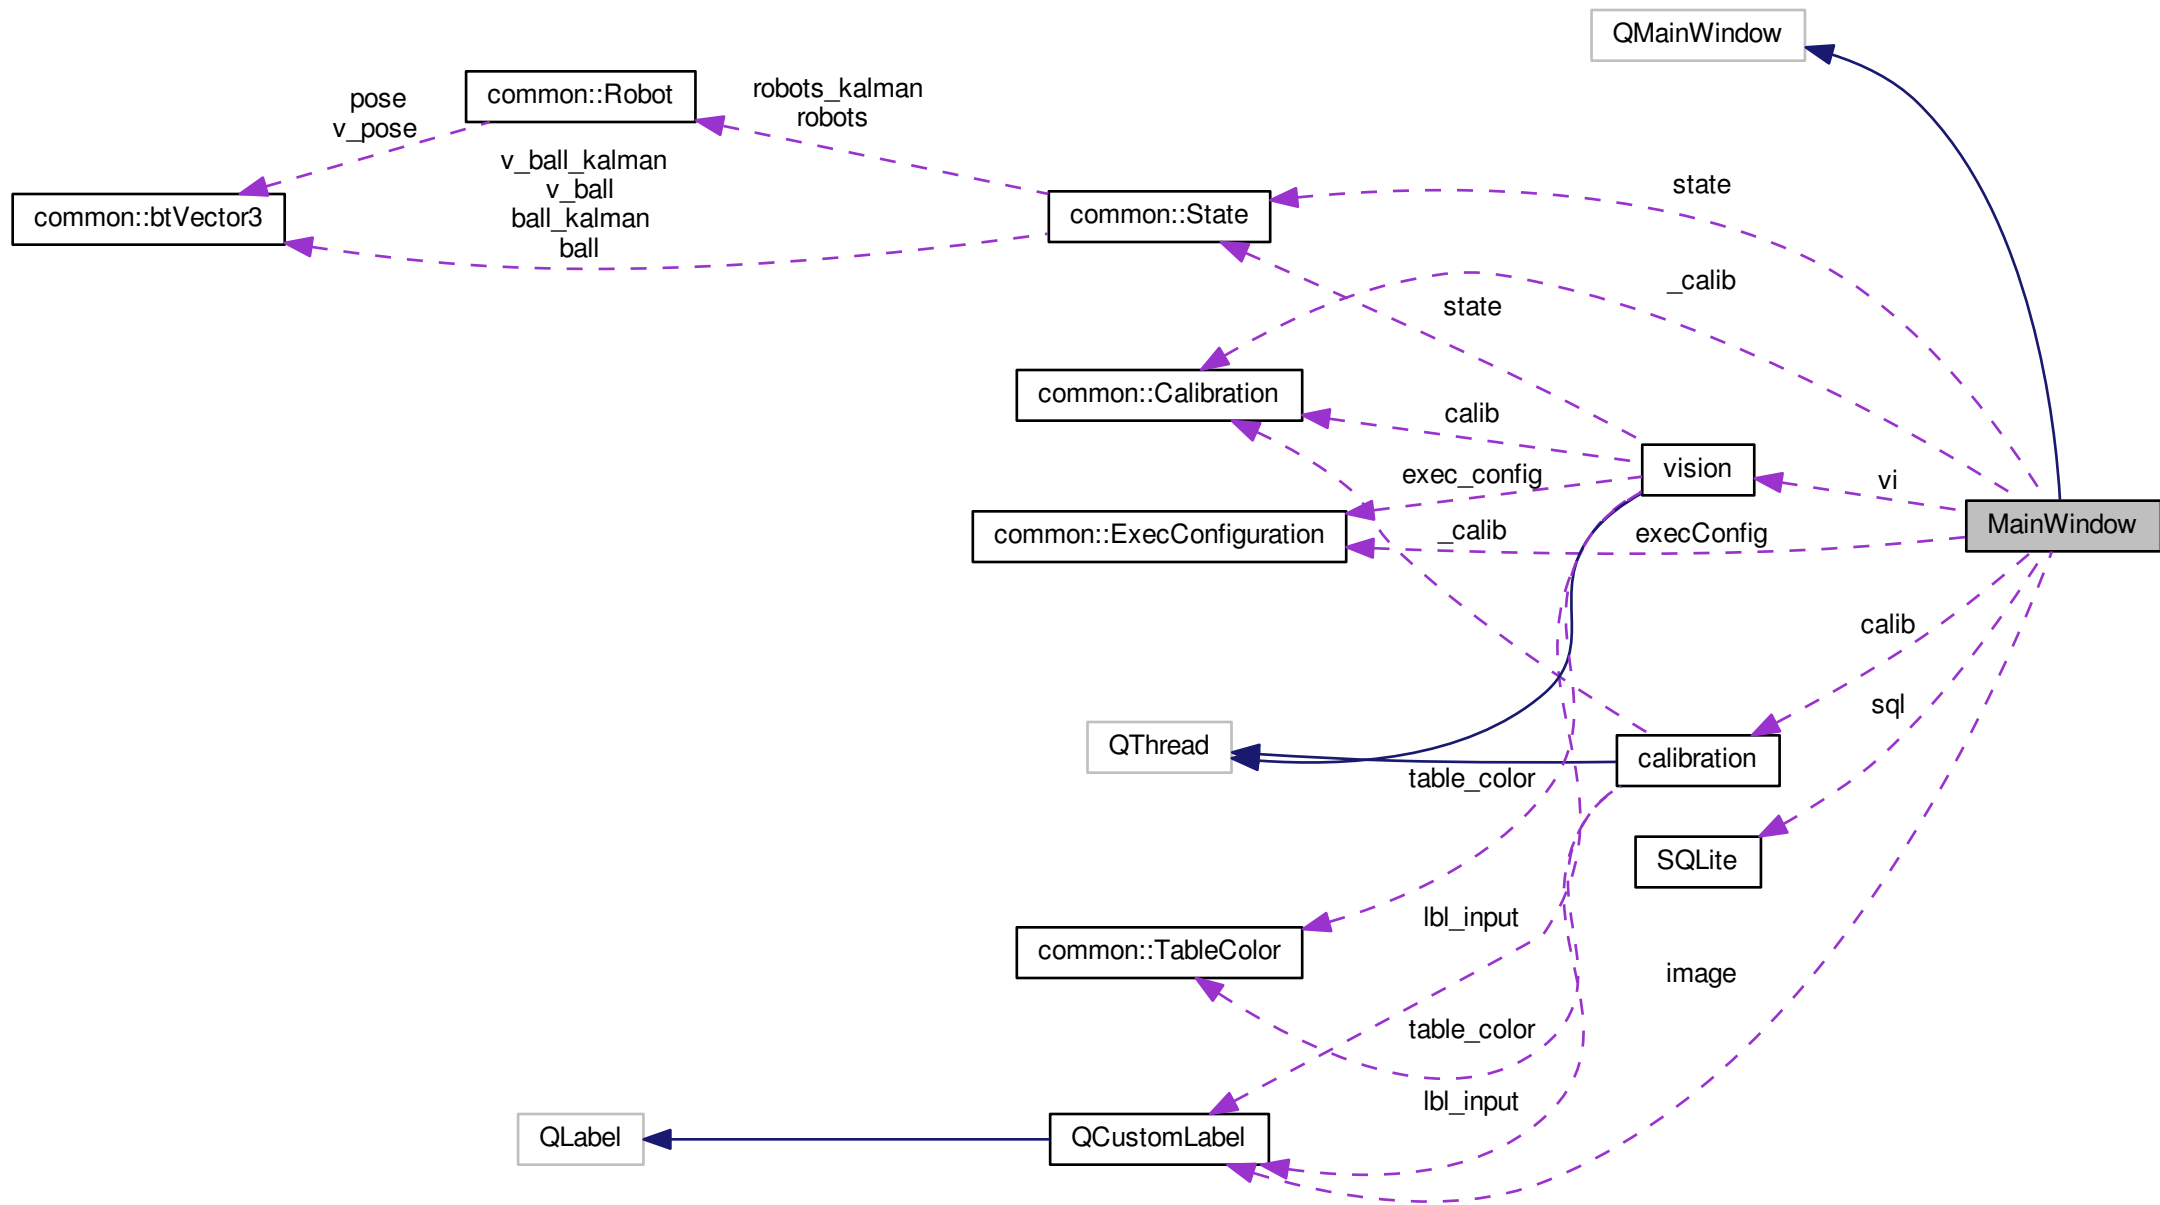 QMainWindow
common::Robot
robots_kalman
robots
pose
v_pose
v_ball_kalman
v_ball
ball_kalman
ball
common::btVector3
common::State
state
_calib
state
common::Calibration
calib
vision
exec_config
vi
common::ExecConfiguration
_calib
execConfig
MainWindow
calib
sql
QThread
table_color
calibration
SQLite
lbl_input
common::TableColor
image
table_color
lbl_input
QLabel
QCustomLabel